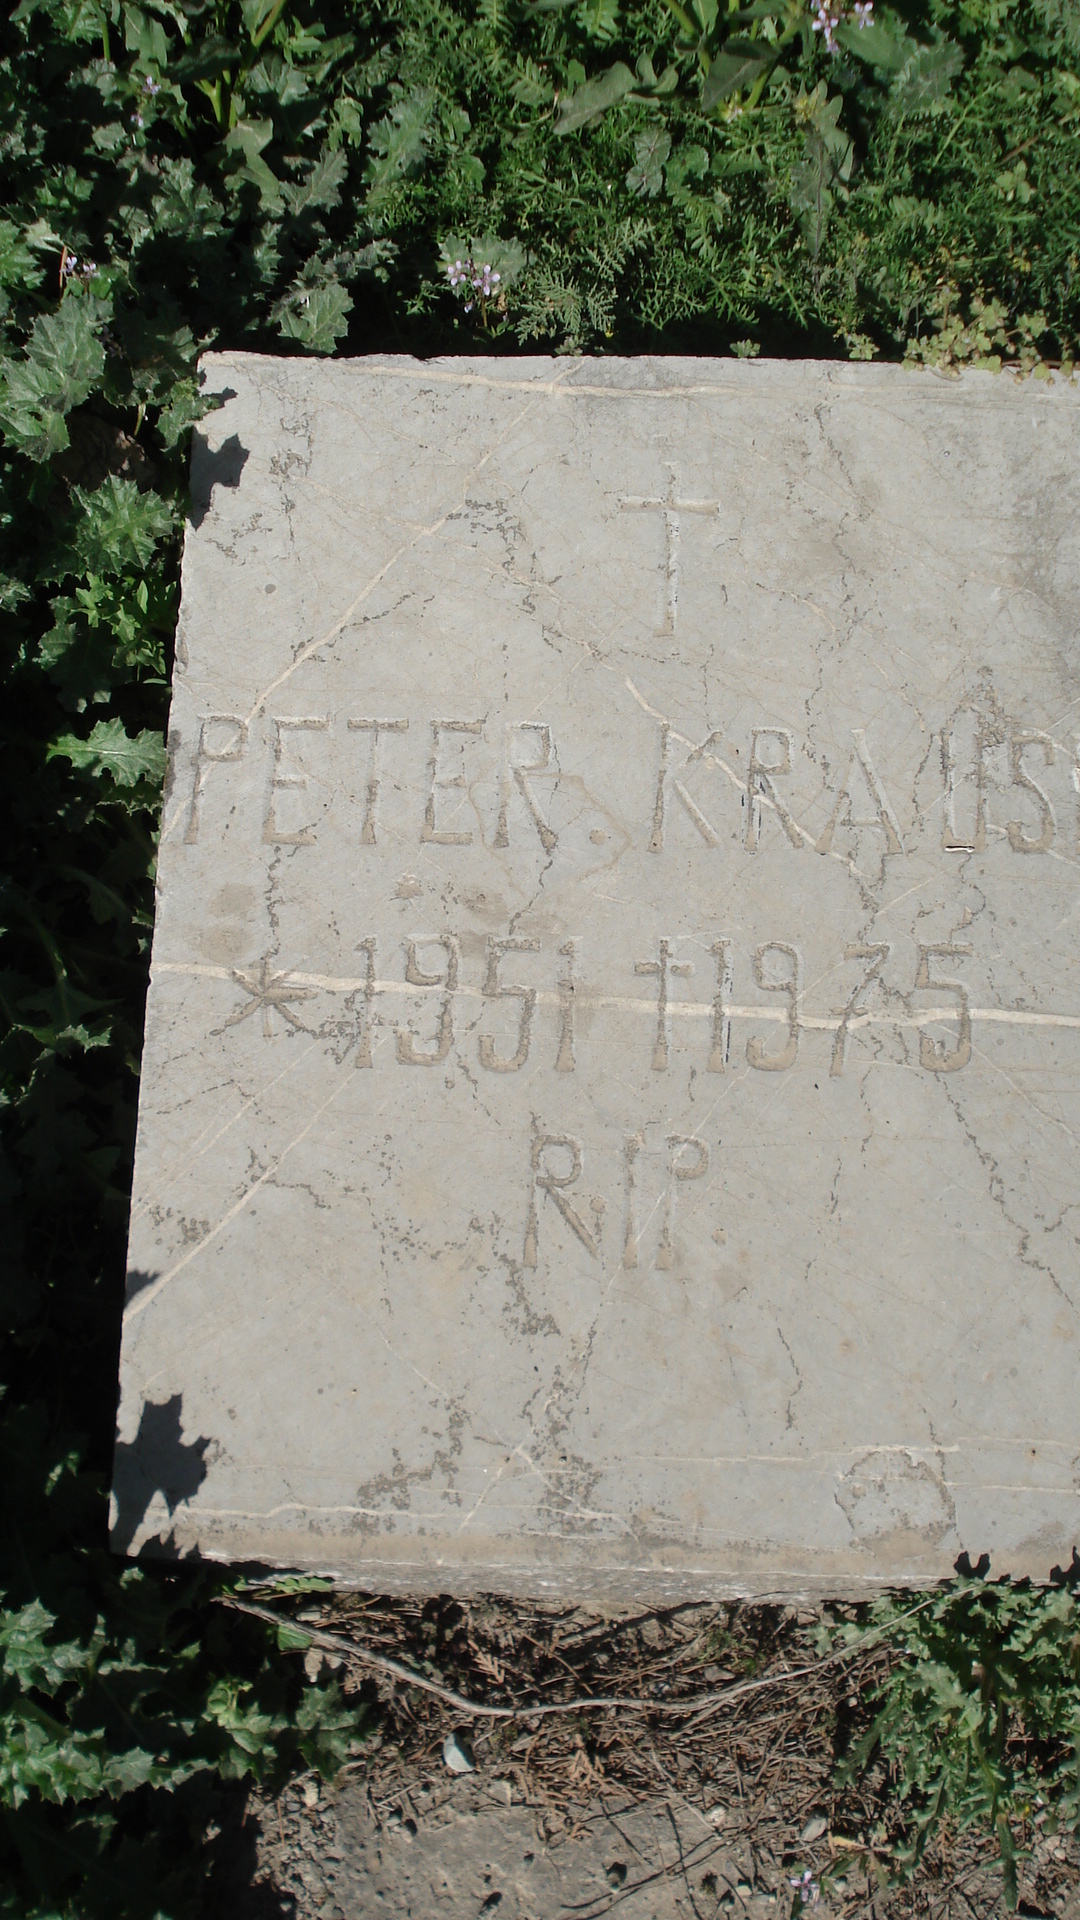 PETER. KRAUS
* 1951 † 1975
R.I.P.